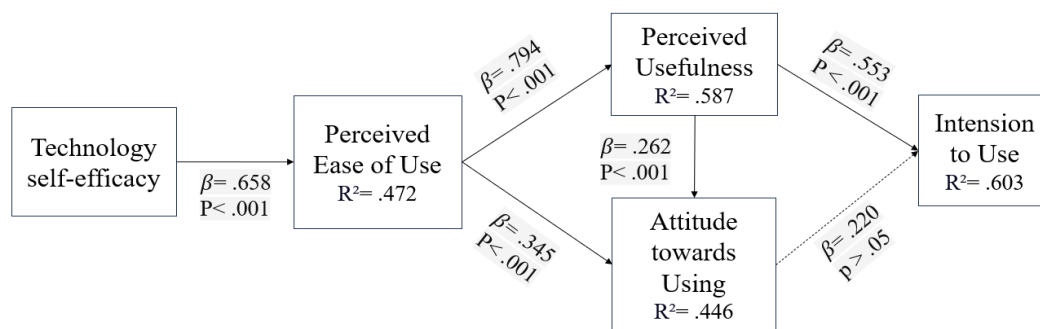 Technology
self-efficacy
β= .658
P< .001
Perceived
Ease of Use
R²= .472
β= .794
P< .001
β= .345
P< .001
Perceived
Usefulness
R²= .587
β= .262
P< .001
Attitude
towards
Using
R²= .446
β= .553
P< .001
β= .220
p > .05
Intension
to Use
R²= .603